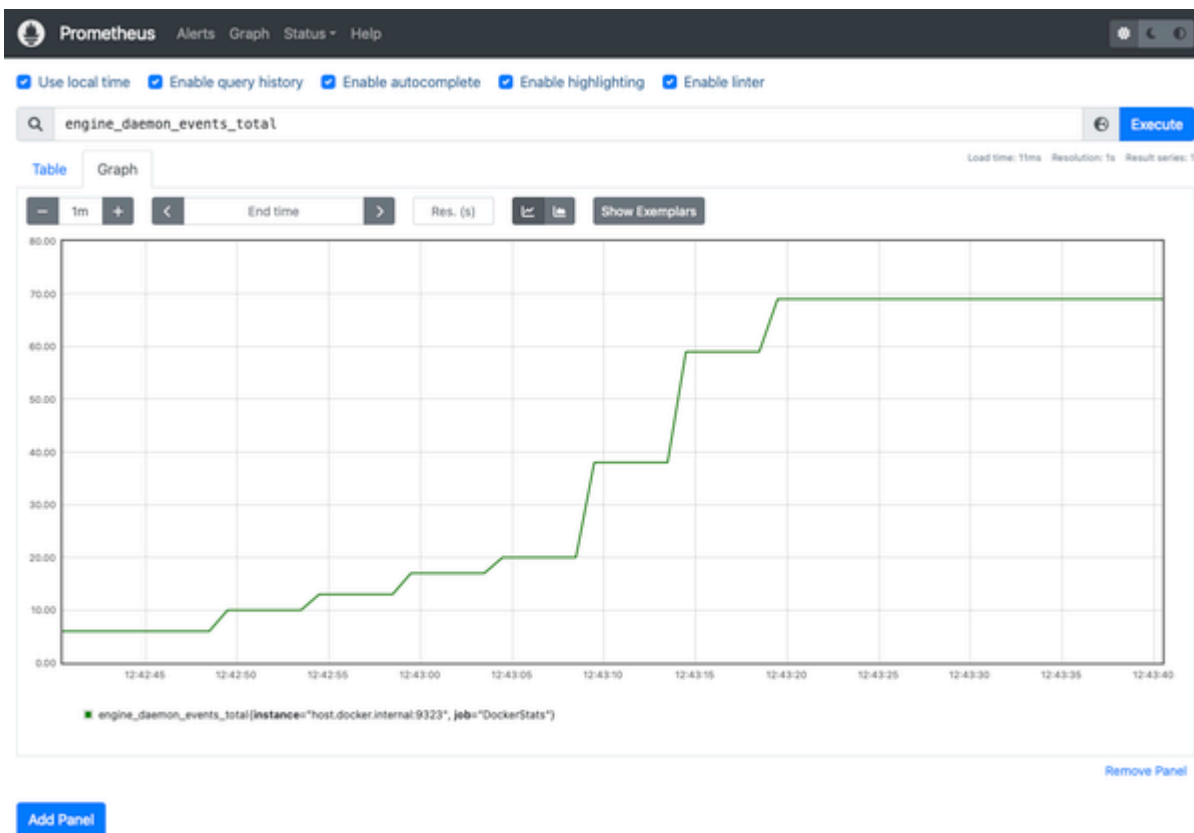 Prometheus Alerts Graph Status Help
Use local time Enable query history Enable autocomplete Enable highlighting Enable linter
engine_daemon_events_total Execute
Load time: 11ms Resolution: 1s Result series: 1
Table Graph
− 1m + < End time > Res. (s) Show Exemplars
80.00
70.00
60.00
50.00
40.00
30.00
20.00
10.00
0.00
12:42:45 12:42:50 12:42:55 12:43:00 12:43:05 12:43:10 12:43:15 12:43:20 12:43:25 12:43:30 12:43:35 12:43:40
engine_daemon_events_total{instance="host.docker.internal:9323", job="DockerStats"}
Remove Panel
Add Panel